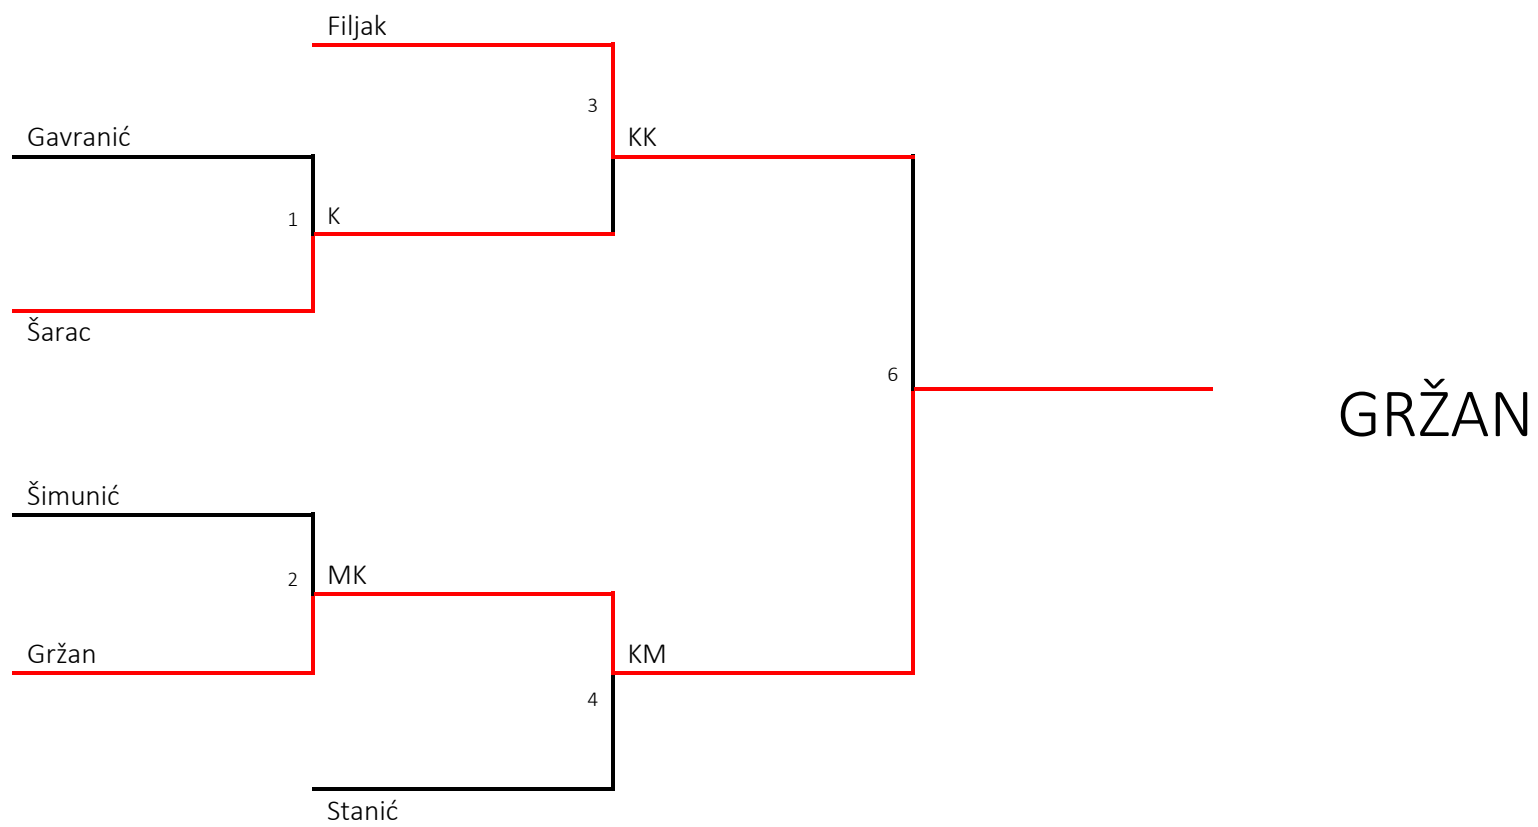 Filjak
3
Gavranić
KK
1
K
Šarac
6
GRŽAN
Šimunić
2
MK
Gržan
KM
4
Stanić